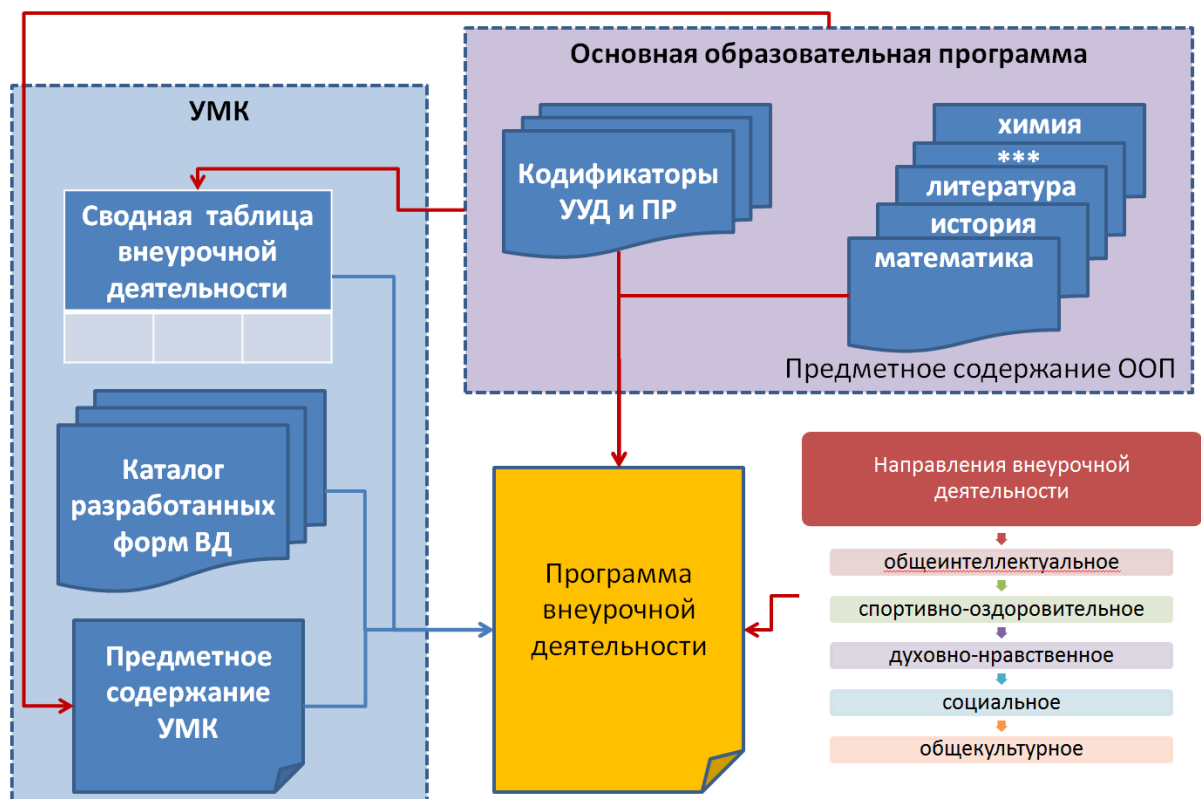 Основная образовательная программа
Кодификаторы
УУД и ПР
химия
***
литература
история
математика
Предметное содержание ООП
УМК
Сводная таблица
внеурочной
деятельности
Каталог
разработанных
форм ВД
Предметное
содержание
УМК
Программа
внеурочной
деятельности
Направления внеурочной
деятельности
общеинтеллектуальное
спортивно-оздоровительное
духовно-нравственное
социальное
общекультурное